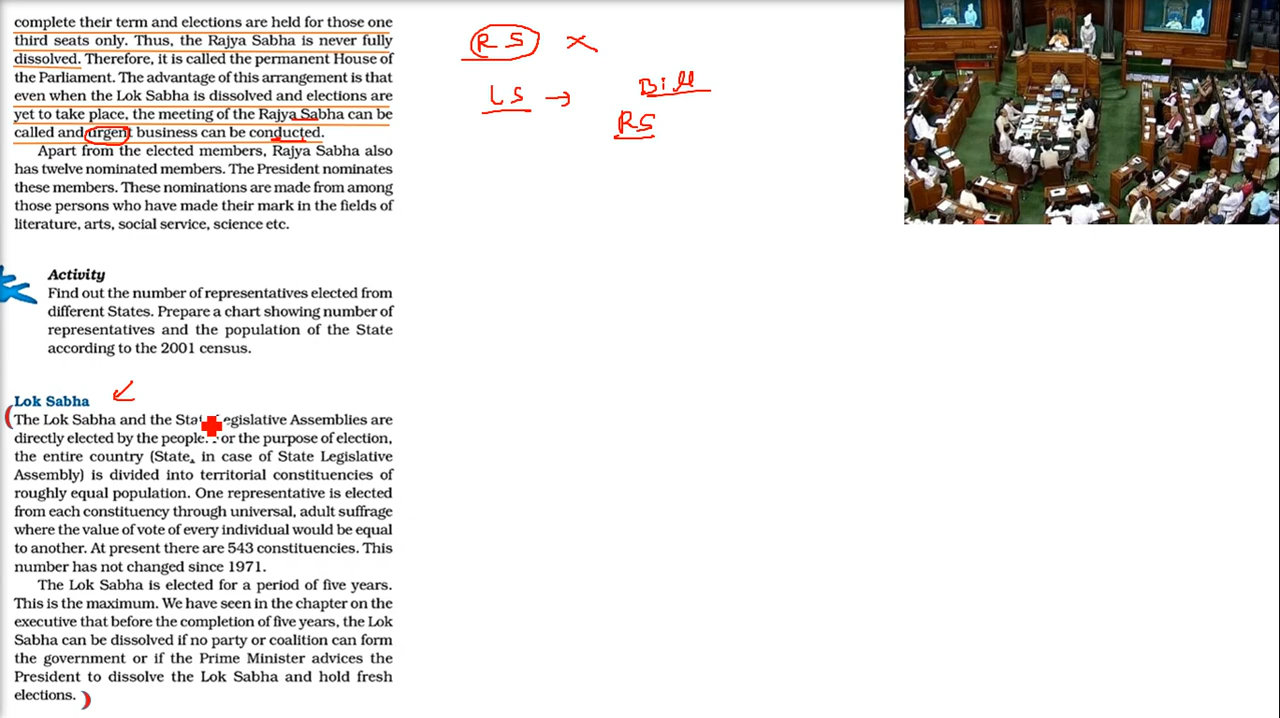 complete their term and elections are held for those one
third seats only. Thus, the Rajya Sabha is never fully
dissolved. Therefore, it is called the permanent House of
the Parliament. The advantage of this arrangement is that
even when the Lok Sabha is dissolved and elections are
yet to take place, the meeting of the Rajya Sabha can be
called and urgent business can be conducted.
Apart from the elected members, Rajya Sabha also
has twelve nominated members. The President nominates
these members. These nominations are made from among
those persons who have made their mark in the fields of
literature, arts, social service, science etc.
Activity
Find out the number of representatives elected from
different States. Prepare a chart showing number of
representatives and the population of the State
according to the 2001 census.
Lok Sabha
The Lok Sabha and the State Legislative Assemblies are
directly elected by the people. For the purpose of election,
the entire country (State, in case of State Legislative
Assembly) is divided into territorial constituencies of
roughly equal population. One representative is elected
from each constituency through universal, adult suffrage
where the value of vote of every individual would be equal
to another. At present there are 543 constituencies. This
number has not changed since 1971.
The Lok Sabha is elected for a period of five years.
This is the maximum. We have seen in the chapter on the
executive that before the completion of five years, the Lok
Sabha can be dissolved if no party or coalition can form
the government or if the Prime Minister advices the
President to dissolve the Lok Sabha and hold fresh
elections.
RS ×
LS → Bill
RS